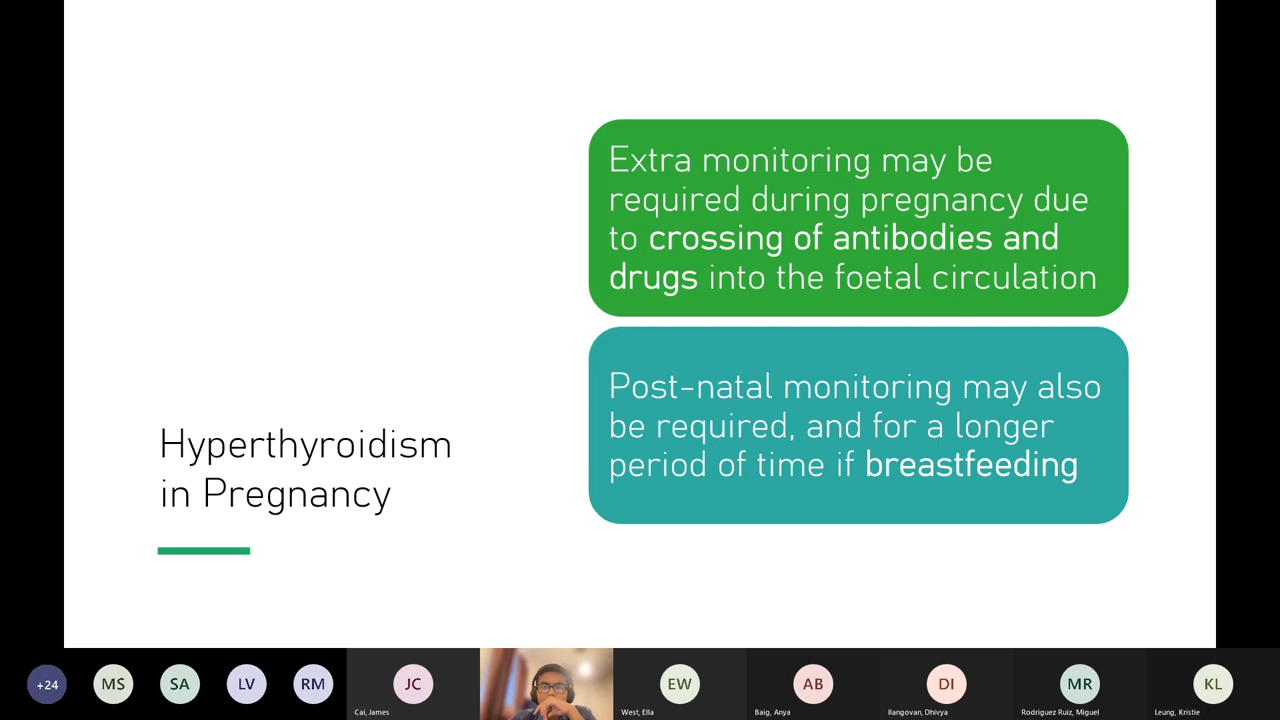 Extra monitoring may be
required during pregnancy due
to crossing of antibodies and
drugs into the foetal circulation
Post-natal monitoring may also
be required, and for a longer
period of time if breastfeeding
Hyperthyroidism
in Pregnancy
+24
MS
SA
LV
RM
JC
EW
AB
DI
MR
KL
Cai, James
West, Ella
Baig, Anya
Ilangovan, Dhivya
Rodriguez Ruiz, Miguel
Leung, Kristie